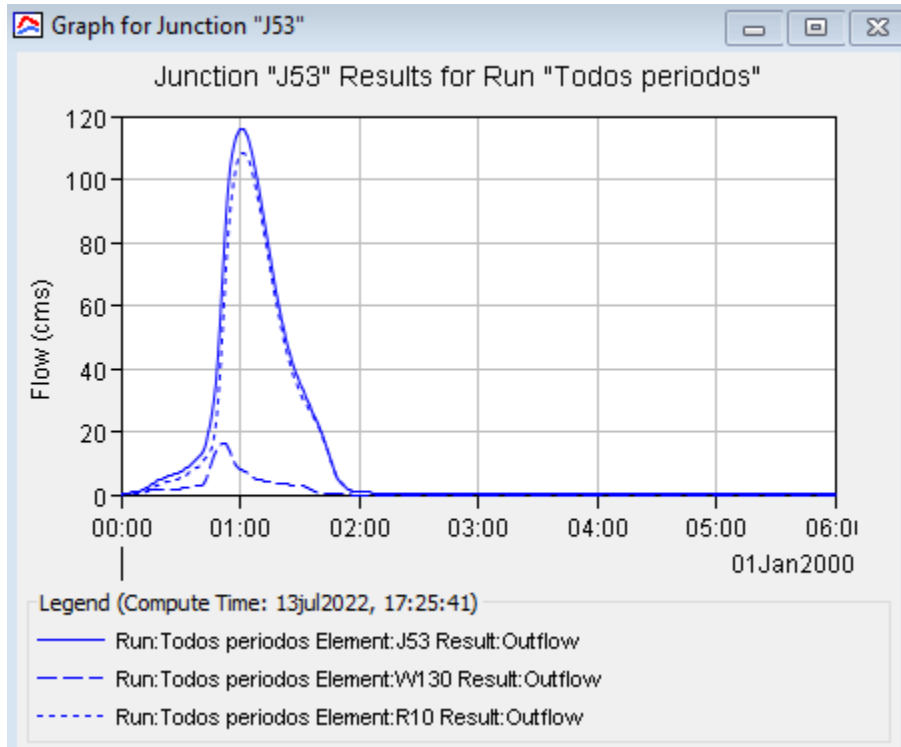 Graph for Junction "J53"
Junction "J53" Results for Run "Todos periodos"
120
100
80
60
40
20
0
Flow (cms)
00:00 01:00 02:00 03:00 04:00 05:00 06:0
01Jan2000
Legend (Compute Time: 13jul2022, 17:25:41)
Run:Todos periodos Element:J53 Result:Outflow
Run:Todos periodos Element:W130 Result:Outflow
Run:Todos periodos Element:R10 Result:Outflow